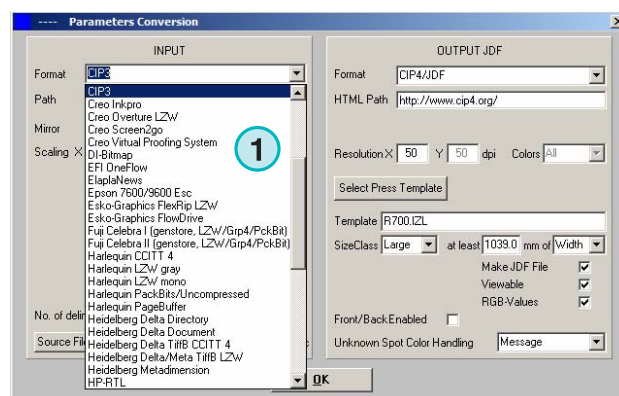 ---- Parameters Conversion
INPUT
Format CIP3
CIP3
Creo Inkpro
Creo Overture LZW
Creo Screen2go
Creo Virtual Proofing System
DI-Bitmap
EFI OneFlow
ElaplaNews
Epson 7600/9600 Esc
Esko-Graphics FlexRip LZW
Esko-Graphics FlowDrive
Fuji Celebra I (genstore, LZW/Grp4/PckBit)
Fuji Celebra II (genstore, LZW/Grp4/PckBit)
Harlequin CCITT 4
Harlequin LZW gray
Harlequin LZW mono
Harlequin PackBits/Uncompressed
Harlequin PageBuffer
Heidelberg Delta Directory
Heidelberg Delta Document
Heidelberg Delta TiffB CCITT 4
Heidelberg Delta/Meta TifB LZW
Heidelberg Metadimension
HP-RTL
Path
Mirror
Scaling X
No. of
Source
1
OUTPUT JDF
Format CIP4/JDF
HTML Path http://www.cip4.org/
Resolution X 50 Y 50 dpi Colors All
Select Press Template
Template R700.IZL
SizeClass Large at least 1039.0 mm of Width
Make JDF File
Viewable
RGB-Values
Front/Back Enabled
Unknown Spot Color Handling Message
OK